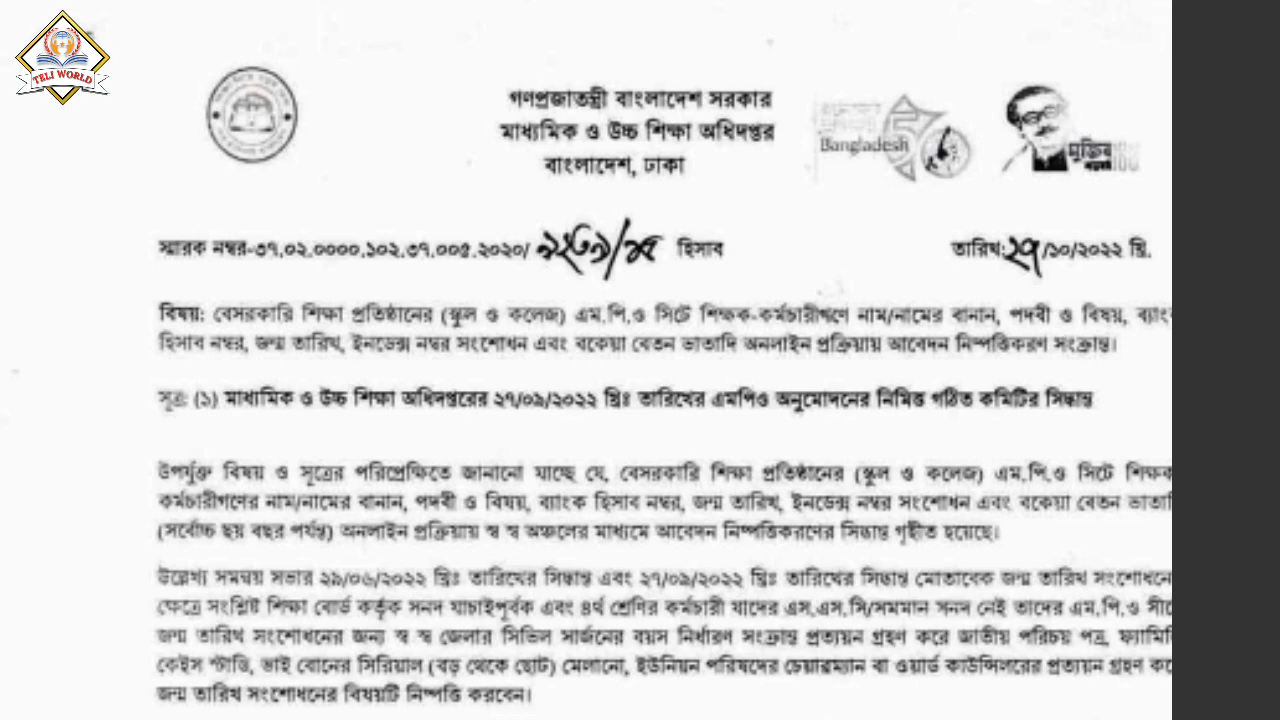 TELI WORLD
গণপ্রজাতন্ত্রী বাংলাদেশ সরকার
মাধ্যমিক ও উচ্চ শিক্ষা অধিদপ্তর
বাংলাদেশ, ঢাকা
Bangladesh
মুজিব
স্মারক নম্বর-৩৭.০২.০০০০.১০২.৩৭.০০৫.২০২০/ হিসাব
তারিখ:২৭/১০/২০২২ খ্রি.
বিষয়: বেসরকারি শিক্ষা প্রতিষ্ঠানের (স্কুল ও কলেজ) এম.পি.ও সিটে শিক্ষক-কর্মচারীগণে নাম/নামের বানান, পদবী ও বিষয়,
হিসাব নম্বর, জন্ম তারিখ, ইনডেক্স নম্বর সংশোধন এবং বকেয়া বেতন ভাতাদি অনলাইন প্রক্রিয়ায় আবেদন নিষ্পত্তিকরণ সংক্রান্ত।
সূত্র: (১) মাধ্যমিক ও উচ্চ শিক্ষা অধিদপ্তরের ২৭/০৯/২০২২ খ্রিঃ তারিখের এমপিও অনুমোদনের নিমিত্ত গঠিত কমিটির সিদ্ধান্ত
উপর্যুক্ত বিষয় ও সূত্রের পরিপ্রেক্ষিতে জানানো যাচ্ছে যে, বেসরকারি শিক্ষা প্রতিষ্ঠানের (স্কুল ও কলেজ) এম.পি.ও সিটে শিক্ষক
কর্মচারীগণের নাম/নামের বানান, পদবী ও বিষয়, ব্যাংক হিসাব নম্বর, জন্ম তারিখ, ইনডেক্স নম্বর সংশোধন এবং বকেয়া বেতন
(সর্বোচ্চ ছয় বছর পর্যন্ত) অনলাইন প্রক্রিয়ায় স্ব স্ব অঞ্চলের মাধ্যমে আবেদন নিষ্পত্তিকরণের সিদ্ধান্ত গৃহীত হয়েছে।
উল্লেখ্য সমন্বয় সভার ২৯/০৬/২০২২ খ্রিঃ তারিখের সিদ্ধান্ত এবং ২৭/০৯/২০২২ খ্রিঃ তারিখের সিদ্ধান্ত মোতাবেক জন্ম তারিখ সংশোধনে
ক্ষেত্রে সংশ্লিষ্ট শিক্ষা বোর্ড কর্তৃক সনদ যাচাইপূর্বক এবং ৪র্থ শ্রেণির কর্মচারী যাদের এস.এস.সি/সমমান সনদ নেই তাদের এম.পি.ও
জন্ম তারিখ সংশোধনের জন্য স্ব স্ব জেলার সিভিল সার্জনের বয়স নির্ধারণ সংক্রান্ত প্রত্যয়ন গ্রহণ করে জাতীয় পরিচয় পত্র,
কেইস স্টাডি, ভাই বোনের সিরিয়াল (বড় থেকে ছোট) মেলানো, ইউনিয়ন পরিষদের চেয়ারম্যান বা ওয়ার্ড কাউন্সিলরের প্রত্যয়ন গ্রহণ
জন্ম তারিখ সংশোধনের বিষয়টি নিষ্পত্তি করবেন।